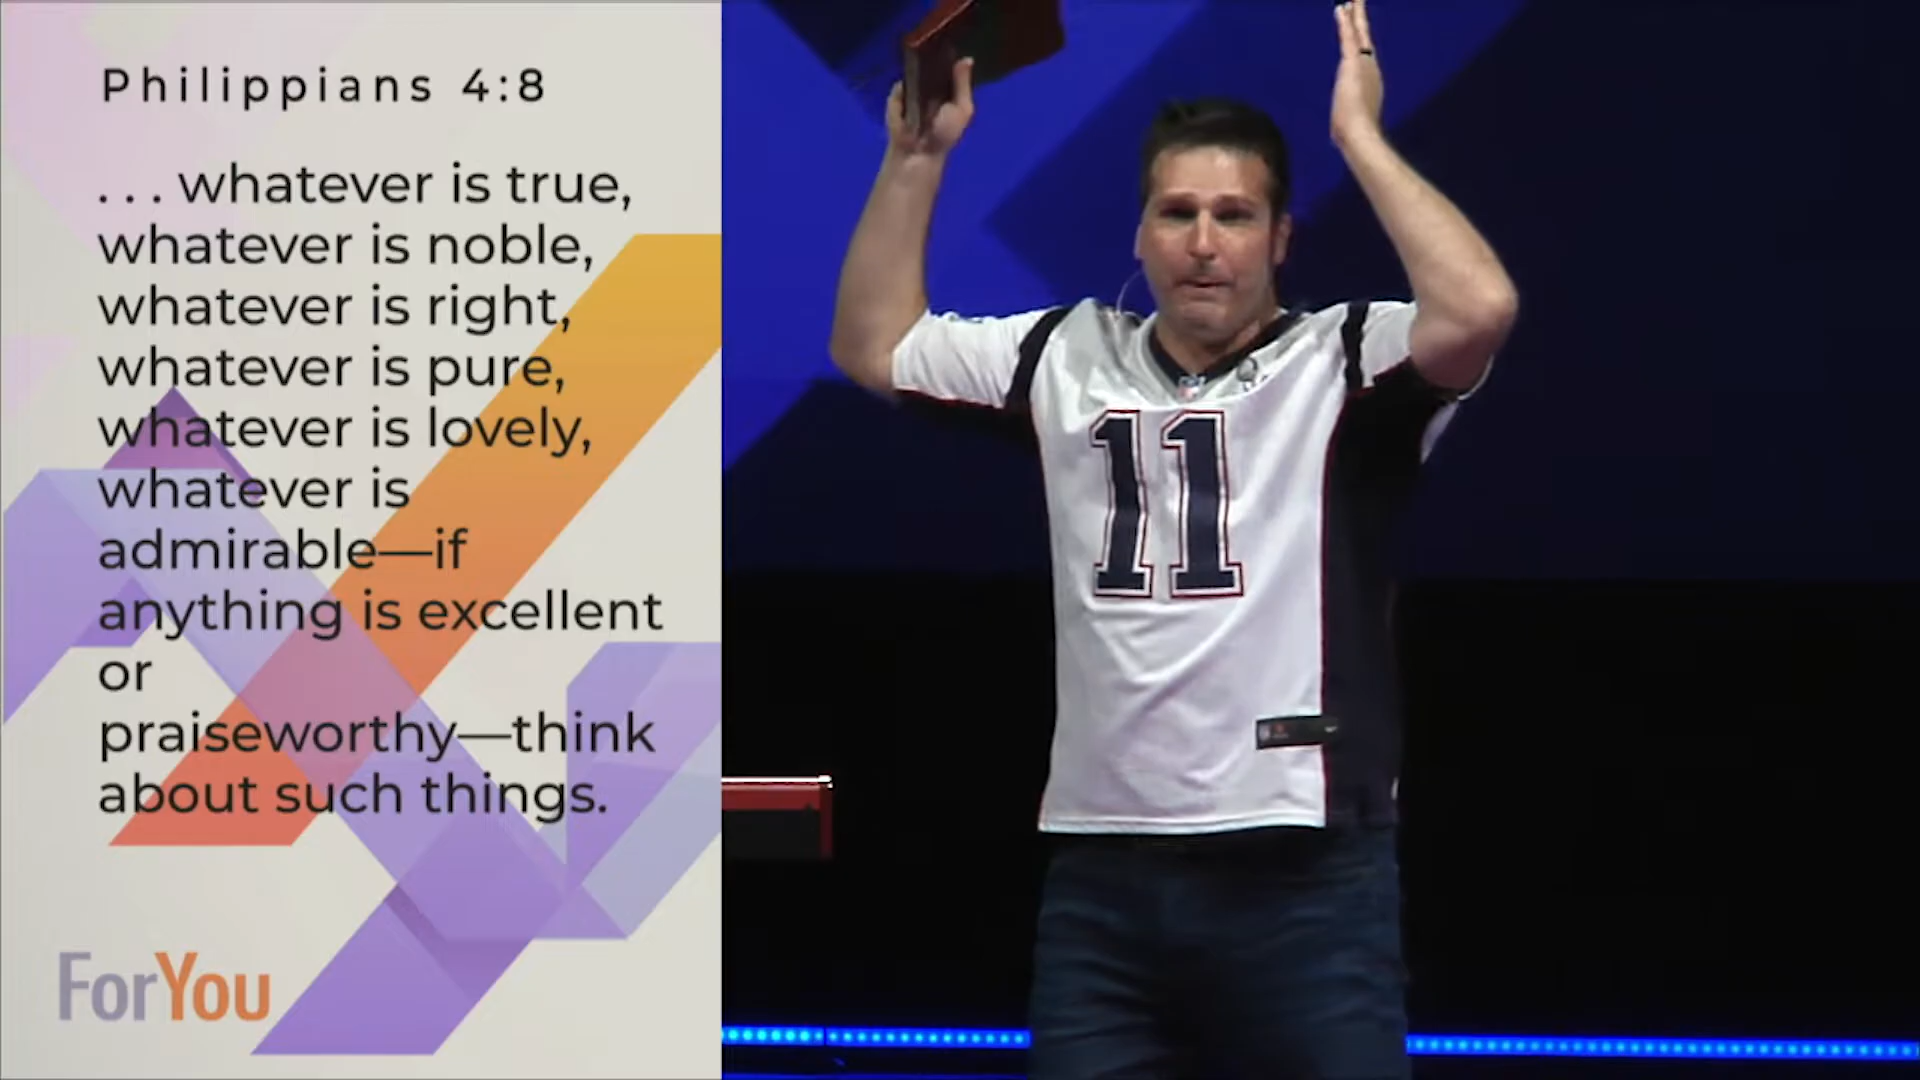 Philippians 4:8
. . . whatever is true,
whatever is noble,
whatever is right,
whatever is pure,
whatever is lovely,
whatever is
admirable—if
anything is excellent
or
praiseworthy—think
about such things.
ForYou
11